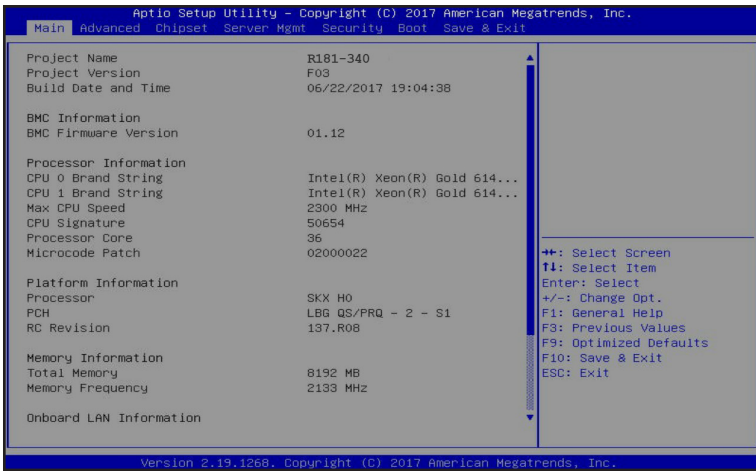 Aptio Setup Utility – Copyright (C) 2017 American Megatrends, Inc.
Main Advanced Chipset Server Mgmt Security Boot Save & Exit
Project Name R181-340
Project Version F03
Build Date and Time 06/22/2017 19:04:38
BMC Information
BMC Firmware Version 01.12
Processor Information
CPU 0 Brand String Intel(R) Xeon(R) Gold 614...
CPU 1 Brand String Intel(R) Xeon(R) Gold 614...
Max CPU Speed 2300 MHz
CPU Signature 50654
Processor Core 36
Microcode Patch 02000022
Platform Information
Processor SKX H0
PCH LBG QS/PRQ - 2 - S1
RC Revision 137.R08
Memory Information
Total Memory 8192 MB
Memory Frequency 2133 MHz
Onboard LAN Information
→←: Select Screen
↑↓: Select Item
Enter: Select
+/-: Change Opt.
F1: General Help
F3: Previous Values
F9: Optimized Defaults
F10: Save & Exit
ESC: Exit
Version 2.19.1268. Copyright (C) 2017 American Megatrends, Inc.